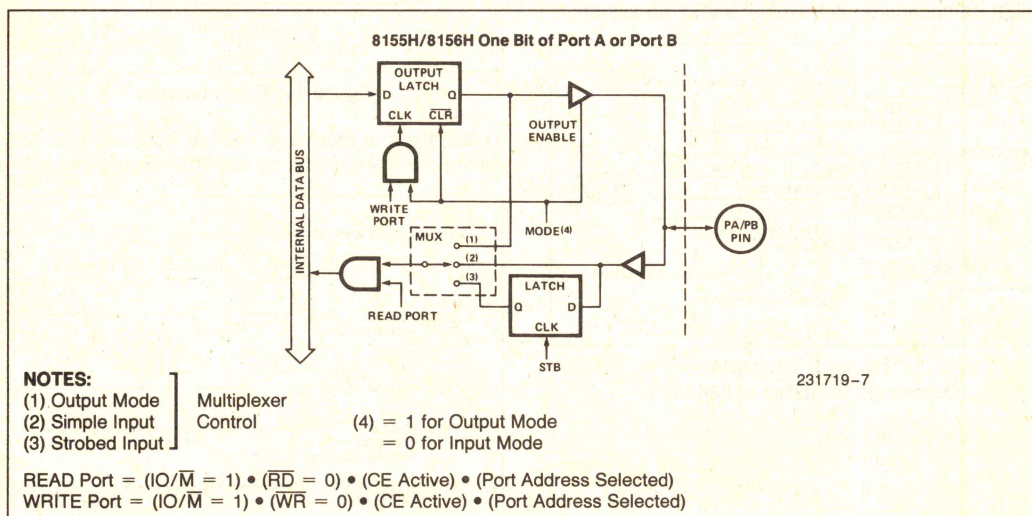 8155H/8156H One Bit of Port A or Port B
OUTPUT
LATCH
D
Q
CLK
C̅L̅R̅
OUTPUT
ENABLE
INTERNAL DATA BUS
WRITE
PORT
MODE(4)
PA/PB
PIN
MUX
(1)
(2)
(3)
LATCH
Q
D
CLK
READ PORT
STB
231719–7
NOTES:
(1) Output Mode
(2) Simple Input
(3) Strobed Input
Multiplexer
Control
(4) = 1 for Output Mode
= 0 for Input Mode
READ Port = (IO/M̅ = 1) • (R̅D̅ = 0) • (CE Active) • (Port Address Selected)
WRITE Port = (IO/M̅ = 1) • (W̅R̅ = 0) • (CE Active) • (Port Address Selected)